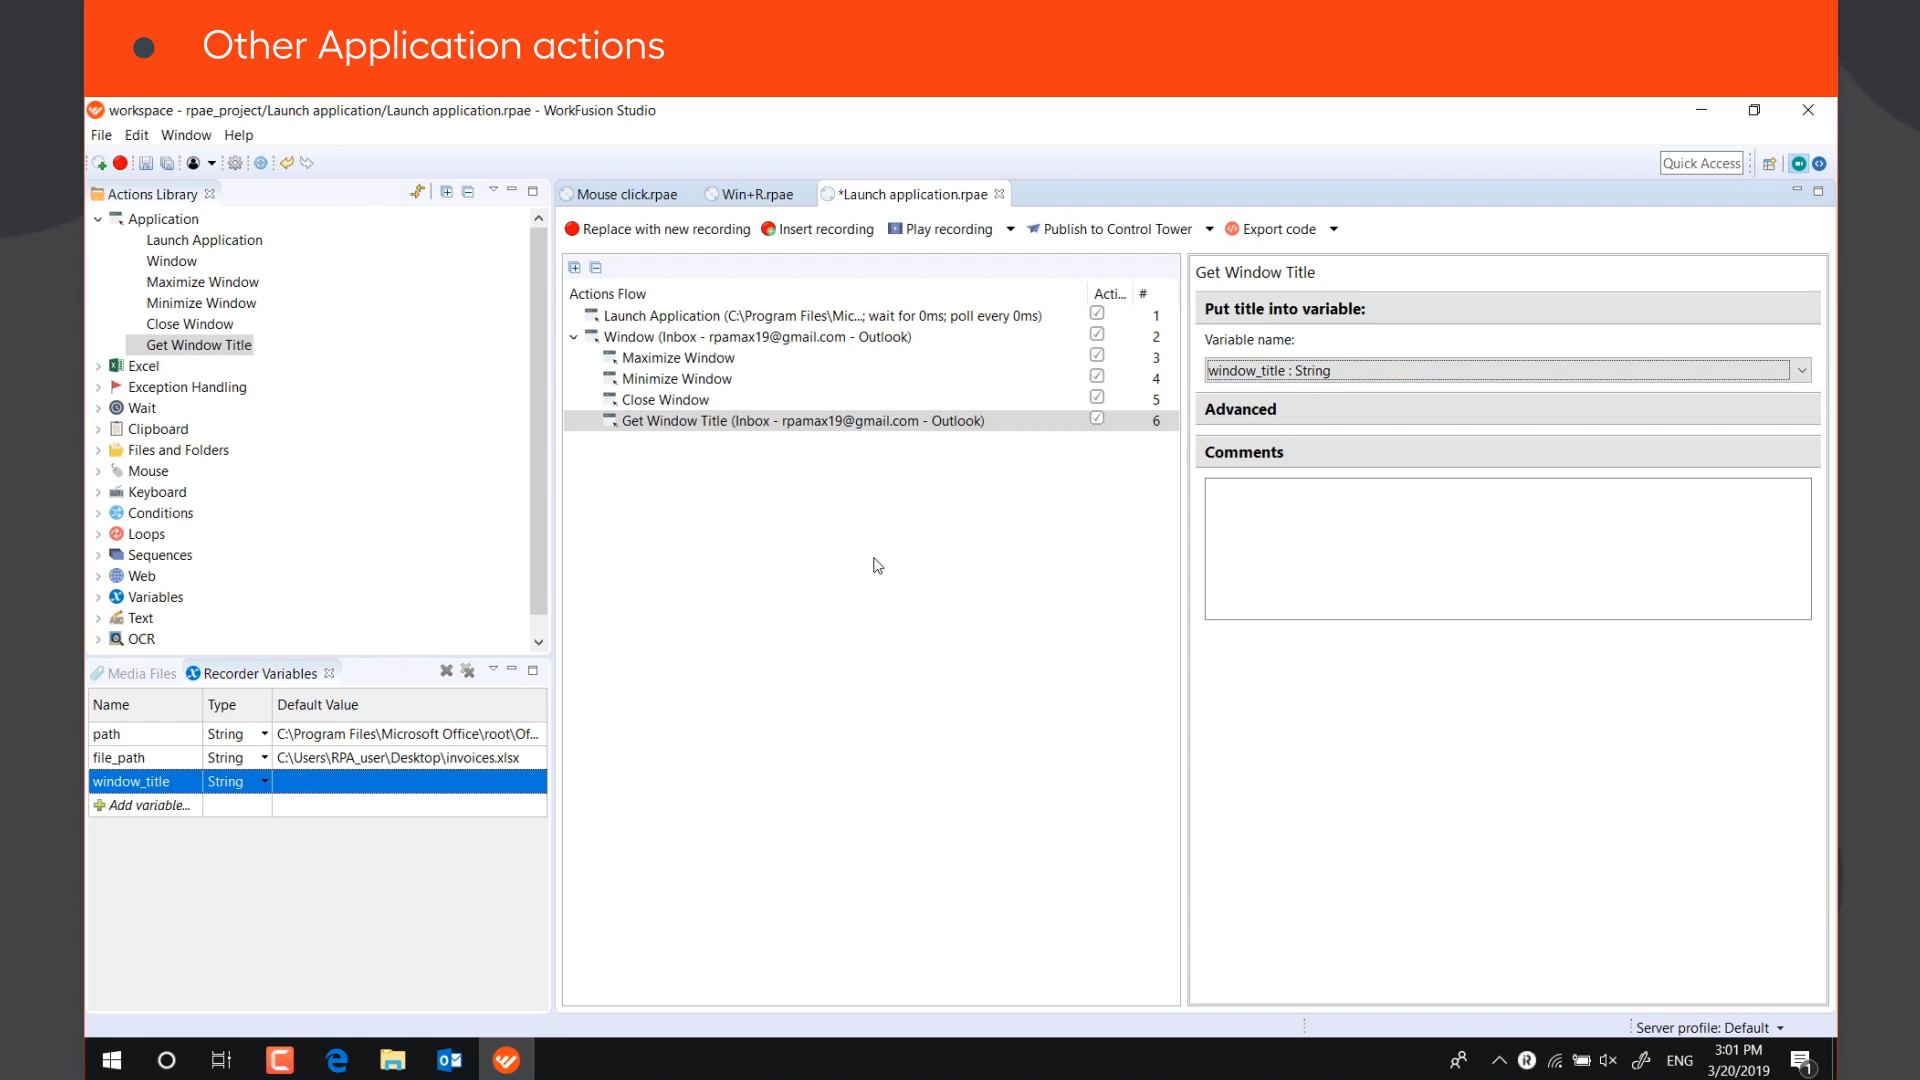 Other Application actions
workspace - rpae_project/Launch application/Launch application.rpae - WorkFusion Studio
File Edit Window Help
Quick Access
Actions Library
Application
Launch Application
Window
Maximize Window
Minimize Window
Close Window
Get Window Title
Excel
Exception Handling
Wait
Clipboard
Files and Folders
Mouse
Keyboard
Conditions
Loops
Sequences
Web
Variables
Text
OCR
Media Files Recorder Variables
Name Type Default Value
path String C:\Program Files\Microsoft Office\root\Of...
file_path String C:\Users\RPA_user\Desktop\invoices.xlsx
window_title String
Add variable...
Mouse click.rpae Win+R.rpae *Launch application.rpae
Replace with new recording Insert recording Play recording Publish to Control Tower Export code
Actions Flow Acti... #
Launch Application (C:\Program Files\Mic...; wait for 0ms; poll every 0ms) 1
Window (Inbox - rpamax19@gmail.com - Outlook) 2
Maximize Window 3
Minimize Window 4
Close Window 5
Get Window Title (Inbox - rpamax19@gmail.com - Outlook) 6
Get Window Title
Put title into variable:
Variable name:
window_title : String
Advanced
Comments
Server profile: Default
ENG
3:01 PM
3/20/2019
1